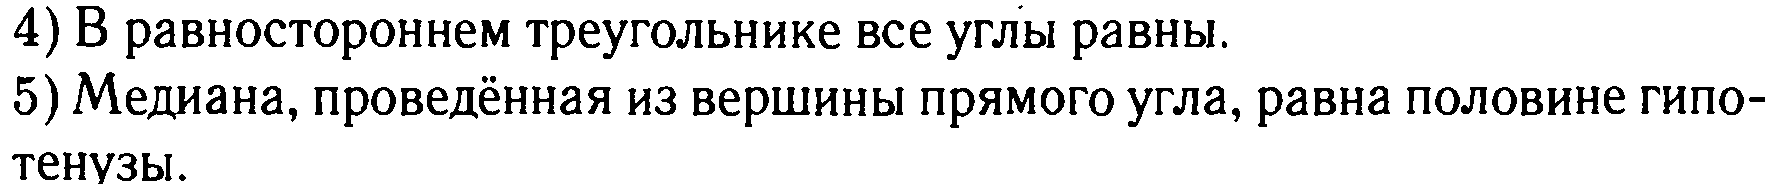 4) В равностороннем треугольнике все углы равны.
5) Медиана, проведённая из вершины прямого угла, равна половине гипо-
тенузы.